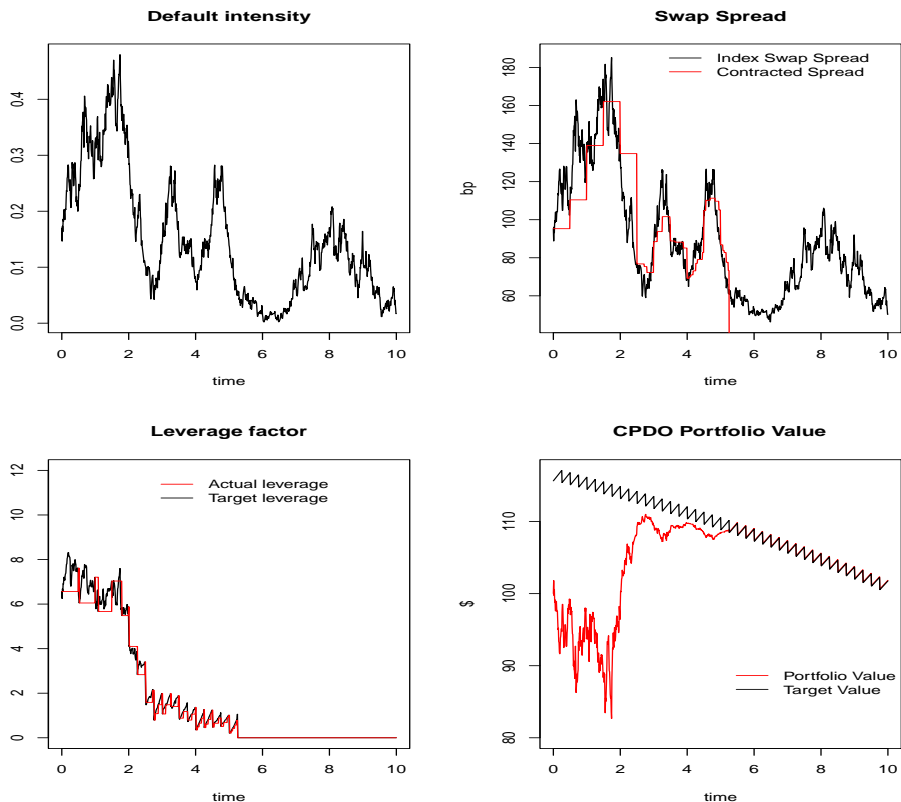 Default intensity
0.0 0.1 0.2 0.3 0.4
0 2 4 6 8 10
time
Swap Spread
Index Swap Spread
Contracted Spread
bp
60 80 100 120 140 160 180
0 2 4 6 8 10
time
Leverage factor
Actual leverage
Target leverage
0 2 4 6 8 10 12
0 2 4 6 8 10
time
CPDO Portfolio Value
$
80 90 100 110
Portfolio Value
Target Value
0 2 4 6 8 10
time